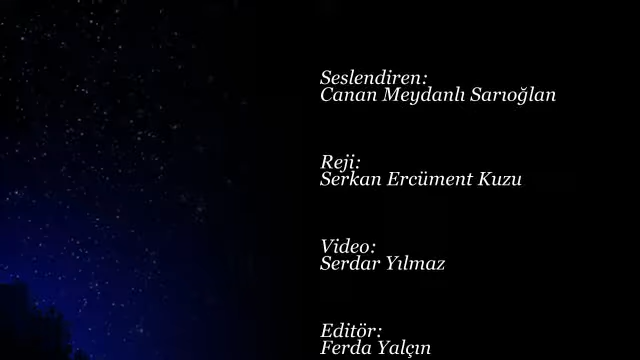 Seslendiren:
Canan Meydanlı Sarıoğlan
Reji:
Serkan Ercüment Kuzu
Video:
Serdar Yılmaz
Editör:
Ferda Yalçın